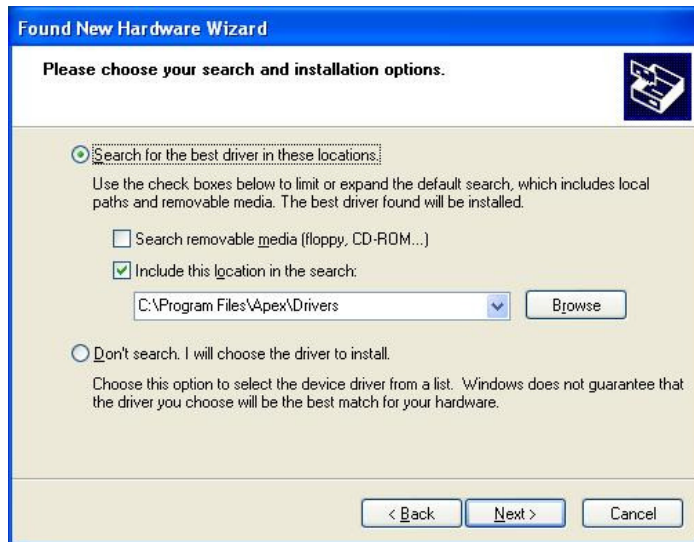 Found New Hardware Wizard
Please choose your search and installation options.
Search for the best driver in these locations.
Use the check boxes below to limit or expand the default search, which includes local
paths and removable media. The best driver found will be installed.
Search removable media (floppy, CD-ROM...)
Include this location in the search:
C:\Program Files\Apex\Drivers
Browse
Don't search. I will choose the driver to install.
Choose this option to select the device driver from a list. Windows does not guarantee that
the driver you choose will be the best match for your hardware.
< Back
Next >
Cancel